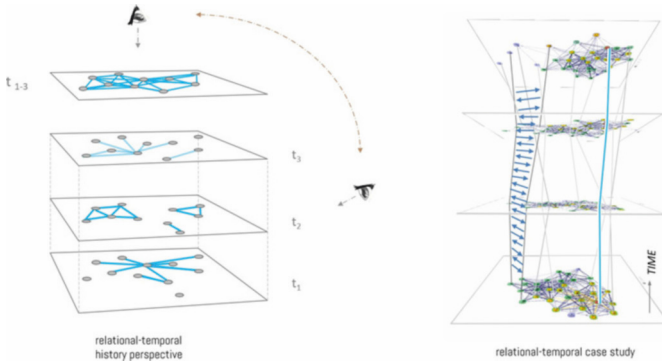 t 1-3
t3
t2
t1
relational-temporal
history perspective
TIME
relational-temporal case study